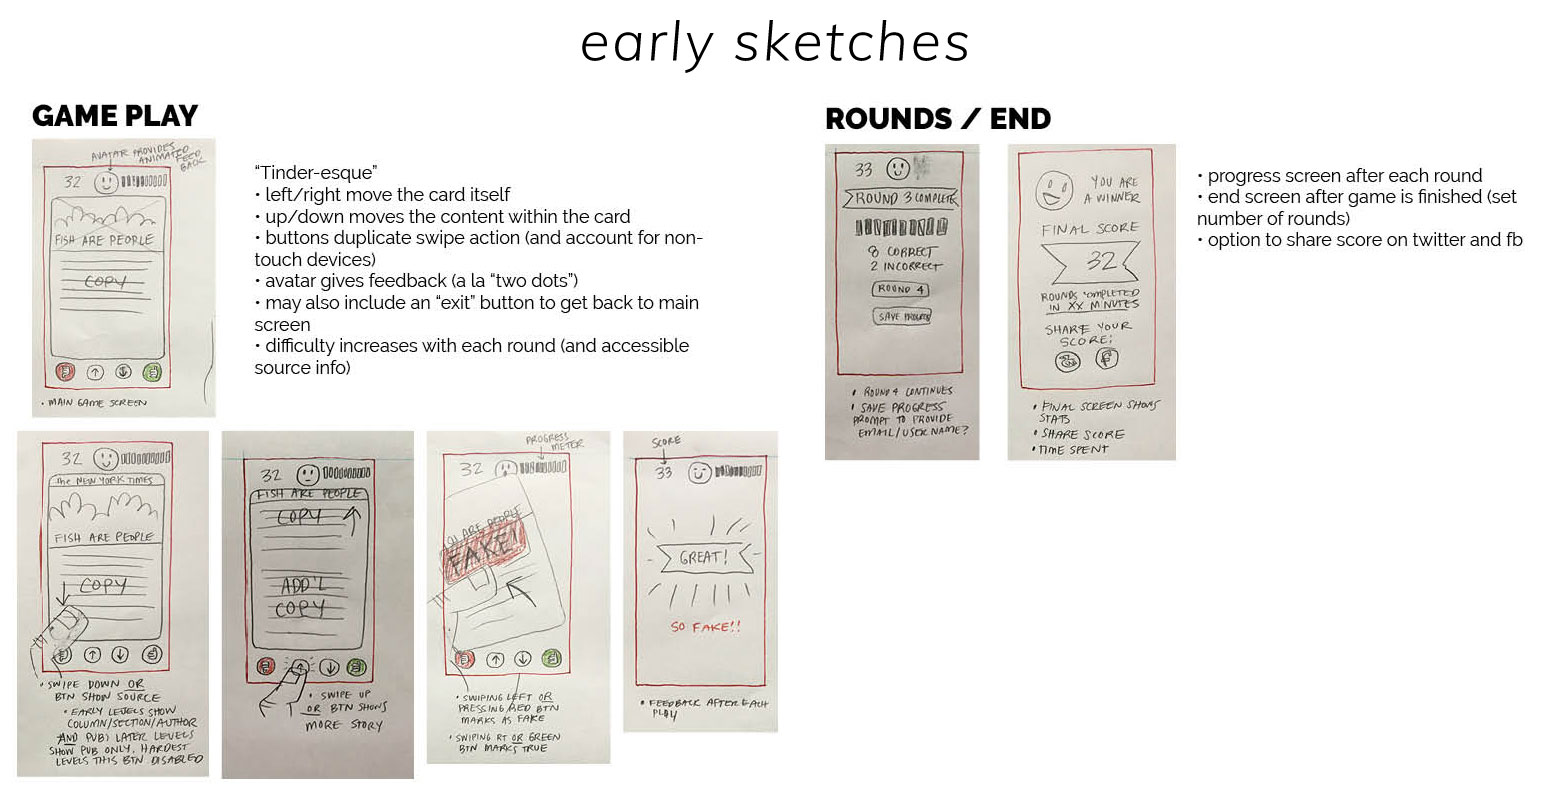 early sketches
GAME PLAY
AVATAR PROVIDES
ANIMATED FEED
BACK
32
FISH ARE PEOPLE
COPY
• MAIN GAME SCREEN
“Tinder-esque”
• left/right move the card itself
• up/down moves the content within the card
• buttons duplicate swipe action (and account for non-
touch devices)
• avatar gives feedback (a la “two dots”)
• may also include an “exit” button to get back to main
screen
• difficulty increases with each round (and accessible
source info)
32
The NEW YORK TIMES
FISH ARE PEOPLE
COPY
• SWIPE DOWN OR
BTN SHOW SOURCE
• EARLY LEVELS SHOW
COLUMN/SECTION/AUTHOR
AND PUB; LATER LEVELS
SHOW PUB ONLY, HARDEST
LEVELS THIS BTN DISABLED
32
FISH ARE PEOPLE
COPY
ADD'L
COPY
• SWIPE UP
OR BTN SHOWS
MORE STORY
PROGRESS
METER
32
ARE PEOPLE
FAKE!
• SWIPING LEFT OR
PRESSING RED BTN
MARKS AS FAKE
• SWIPING RT OR GREEN
BTN MARKS TRUE
SCORE
33
GREAT!
SO FAKE!!
• FEEDBACK AFTER EACH
PLAY
ROUNDS / END
33
ROUND 3 COMPLETE
8 CORRECT
2 INCORRECT
ROUND 4
SAVE PROGRESS
• ROUND 4 CONTINUES
• SAVE PROGRESS
PROMPT TO PROVIDE
EMAIL/USER NAME?
YOU ARE
A WINNER
FINAL SCORE
32
ROUNDS COMPLETED
IN XX MINUTES
SHARE YOUR
SCORE:
• FINAL SCREEN SHOWS
STATS
• SHARE SCORE
• TIME SPENT
• progress screen after each round
• end screen after game is finished (set
number of rounds)
• option to share score on twitter and fb